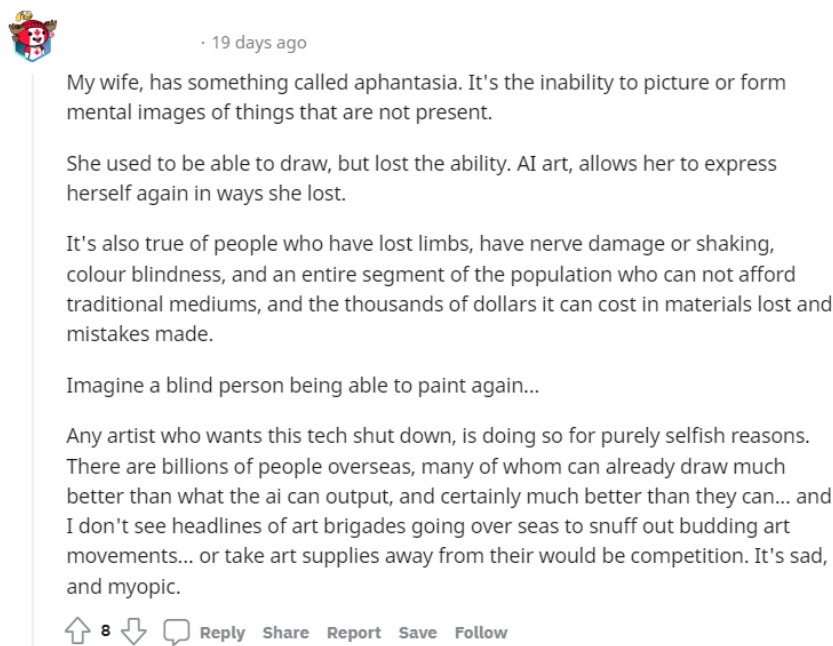 · 19 days ago
My wife, has something called aphantasia. It's the inability to picture or form
mental images of things that are not present.
She used to be able to draw, but lost the ability. AI art, allows her to express
herself again in ways she lost.
It's also true of people who have lost limbs, have nerve damage or shaking,
colour blindness, and an entire segment of the population who can not afford
traditional mediums, and the thousands of dollars it can cost in materials lost and
mistakes made.
Imagine a blind person being able to paint again...
Any artist who wants this tech shut down, is doing so for purely selfish reasons.
There are billions of people overseas, many of whom can already draw much
better than what the ai can output, and certainly much better than they can... and
I don't see headlines of art brigades going over seas to snuff out budding art
movements... or take art supplies away from their would be competition. It's sad,
and myopic.
8 Reply Share Report Save Follow